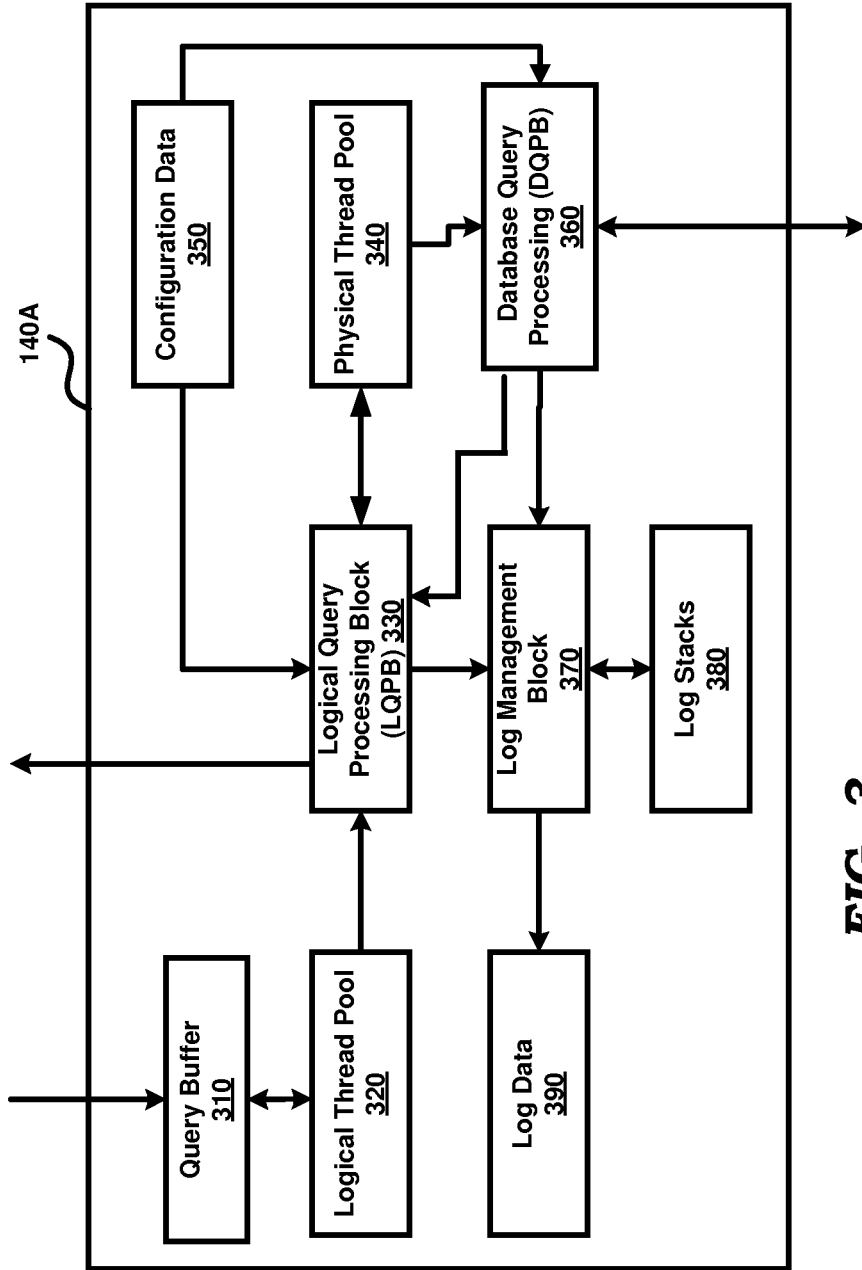 140A
Query Buffer
310
Configuration Data
350
Logical Thread Pool
320
Logical Query
Processing Block
(LQPB) 330
Physical Thread Pool
340
Log Data
390
Log Management
Block
370
Database Query
Processing (DQPB)
360
Log Stacks
380
FIG. 3